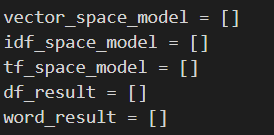 vector_space_model = []
idf_space_model = []
tf_space_model = []
df_result = []
word_result = []